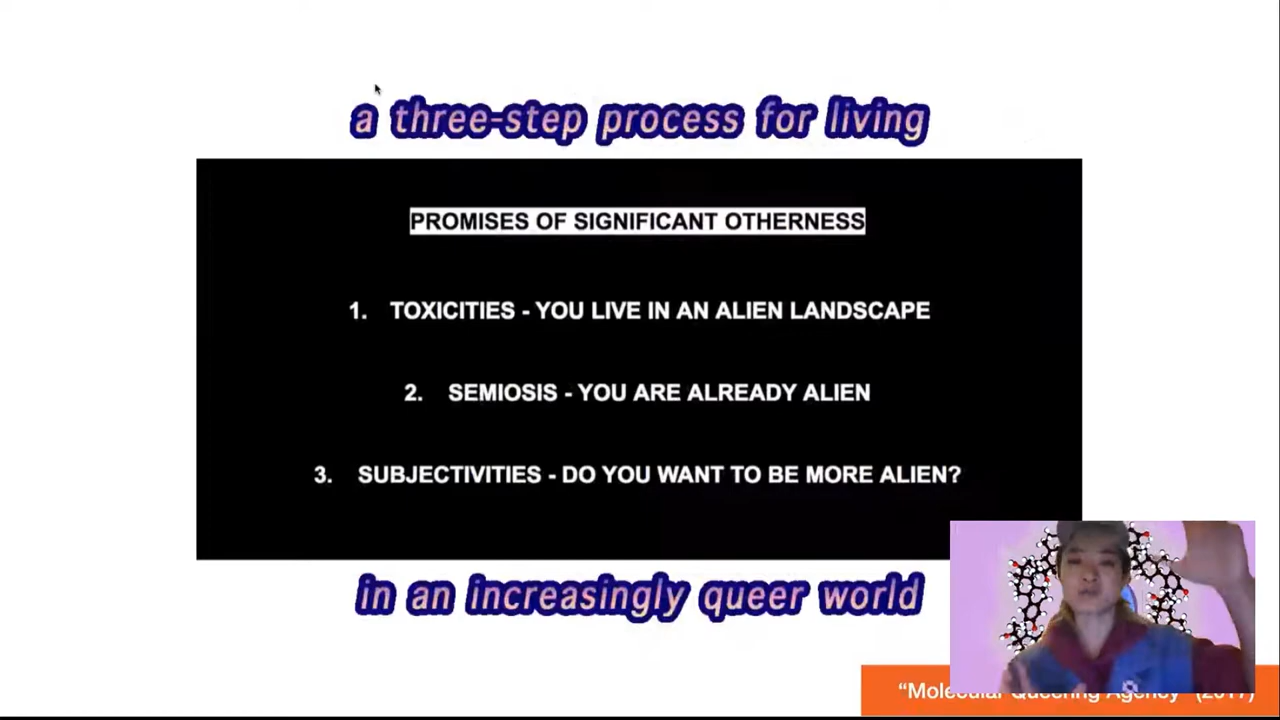 a three-step process for living
PROMISES OF SIGNIFICANT OTHERNESS
1. TOXICITIES - YOU LIVE IN AN ALIEN LANDSCAPE
2. SEMIOSIS - YOU ARE ALREADY ALIEN
3. SUBJECTIVITIES - DO YOU WANT TO BE MORE ALIEN?
in an increasingly queer world
“Molecular Queering Agency” (2017)